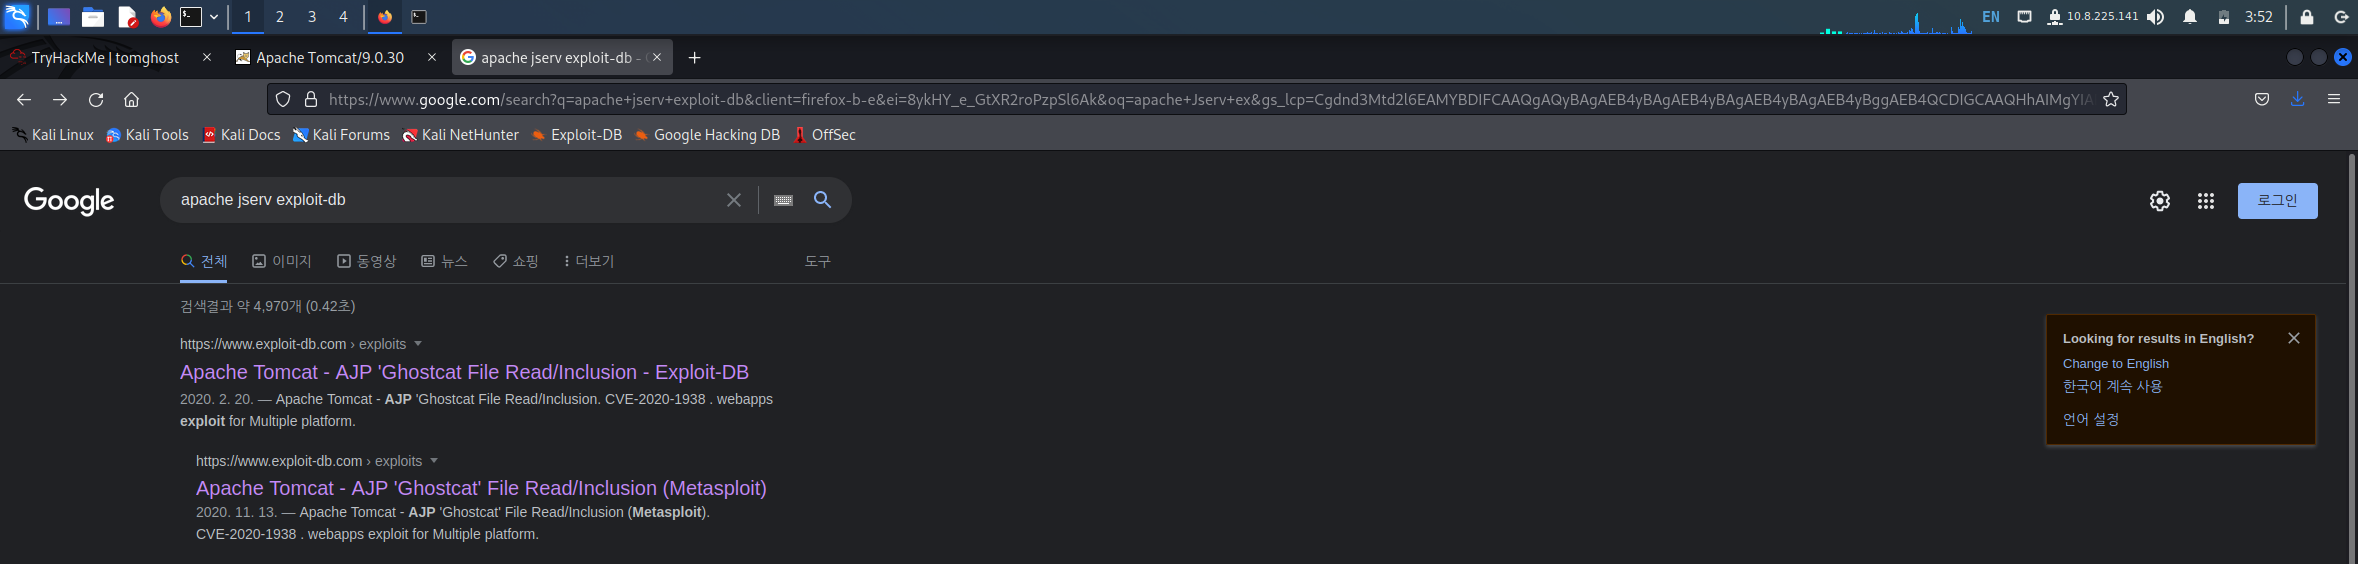 1 2 3 4 EN 10.8.225.141 3:52
TryHackMe | tomghost Apache Tomcat/9.0.30 apache jserv exploit-db -
https://www.google.com/search?q=apache+jserv+exploit-db&client=firefox-b-e&ei=8ykHY_e_GtXR2roPzpSl6Ak&oq=apache+Jserv+ex&gs_lcp=Cgdnd3Mtd2l6EAMYBDIFCAAQgAQyBAgAEB4yBAgAEB4yBAgAEB4yBAgAEB4yBggAEB4QCDIGCAAQHhAIMgYIA
Kali Linux Kali Tools Kali Docs Kali Forums Kali NetHunter Exploit-DB Google Hacking DB OffSec
Google apache jserv exploit-db 로그인
전체 이미지 동영상 뉴스 쇼핑 더보기 도구
검색결과 약 4,970개 (0.42초)
https://www.exploit-db.com › exploits
Apache Tomcat - AJP 'Ghostcat File Read/Inclusion - Exploit-DB
2020. 2. 20. — Apache Tomcat - AJP 'Ghostcat File Read/Inclusion. CVE-2020-1938 . webapps
exploit for Multiple platform.
https://www.exploit-db.com › exploits
Apache Tomcat - AJP 'Ghostcat' File Read/Inclusion (Metasploit)
2020. 11. 13. — Apache Tomcat - AJP 'Ghostcat' File Read/Inclusion (Metasploit).
CVE-2020-1938 . webapps exploit for Multiple platform.
Looking for results in English?
Change to English
한국어 계속 사용
언어 설정